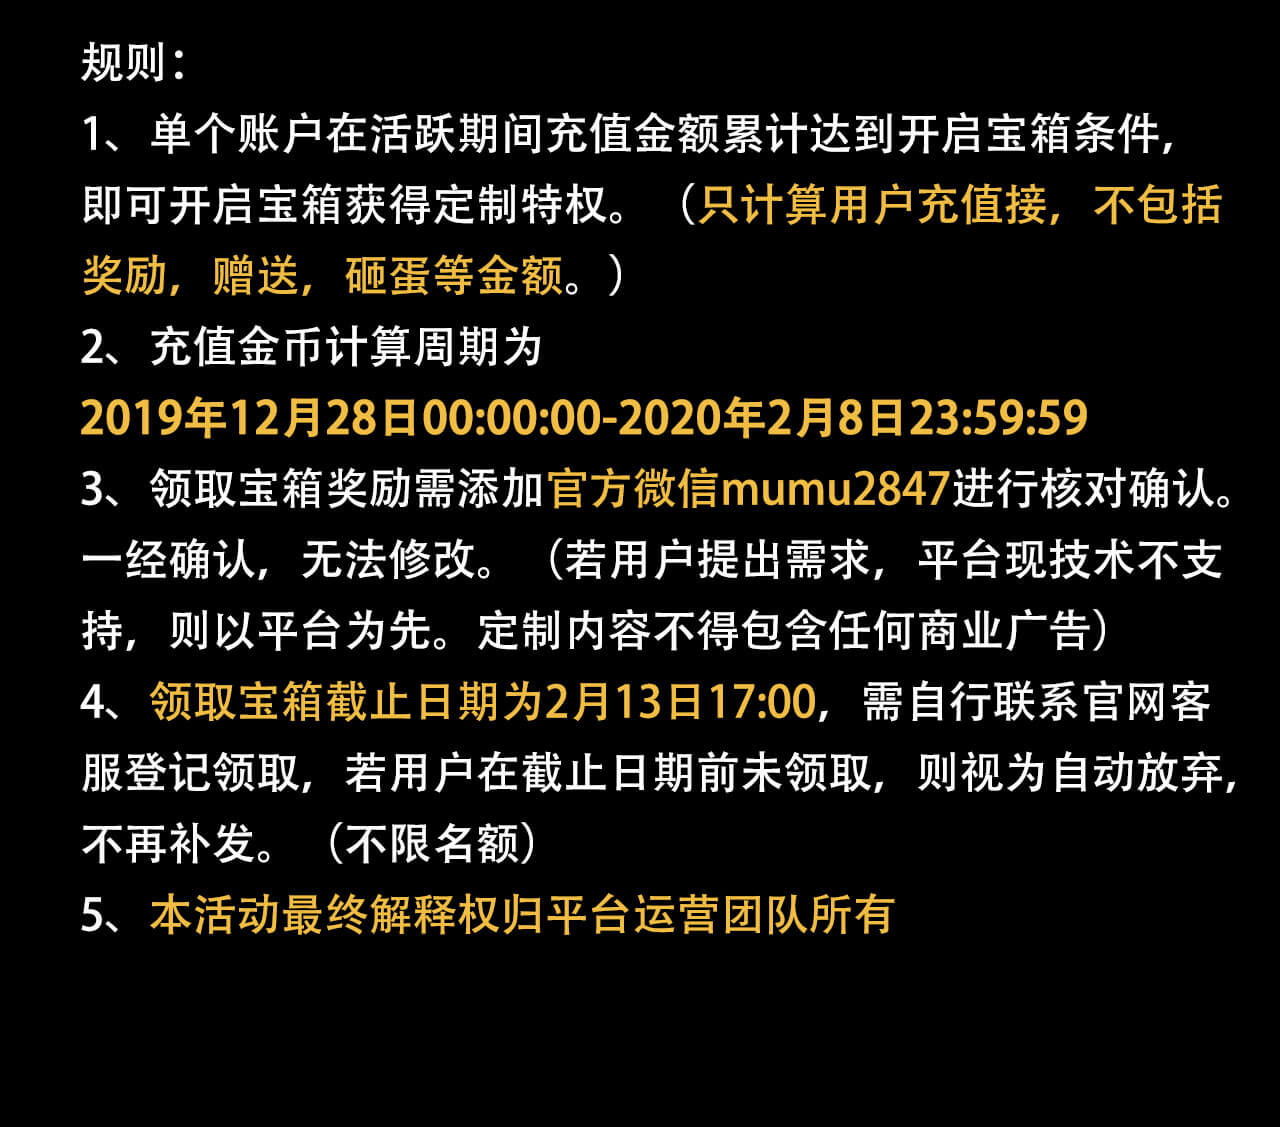 规则：
1、单个账户在活跃期间充值金额累计达到开启宝箱条件，
即可开启宝箱获得定制特权。（只计算用户充值接，不包括
奖励，赠送，砸蛋等金额。）
2、充值金币计算周期为
2019年12月28日00:00:00-2020年2月8日23:59:59
3、领取宝箱奖励需添加官方微信mumu2847进行核对确认。
一经确认，无法修改。（若用户提出需求，平台现技术不支
持，则以平台为先。定制内容不得包含任何商业广告）
4、领取宝箱截止日期为2月13日17:00，需自行联系官网客
服登记领取，若用户在截止日期前未领取，则视为自动放弃，
不再补发。（不限名额）
5、本活动最终解释权归平台运营团队所有